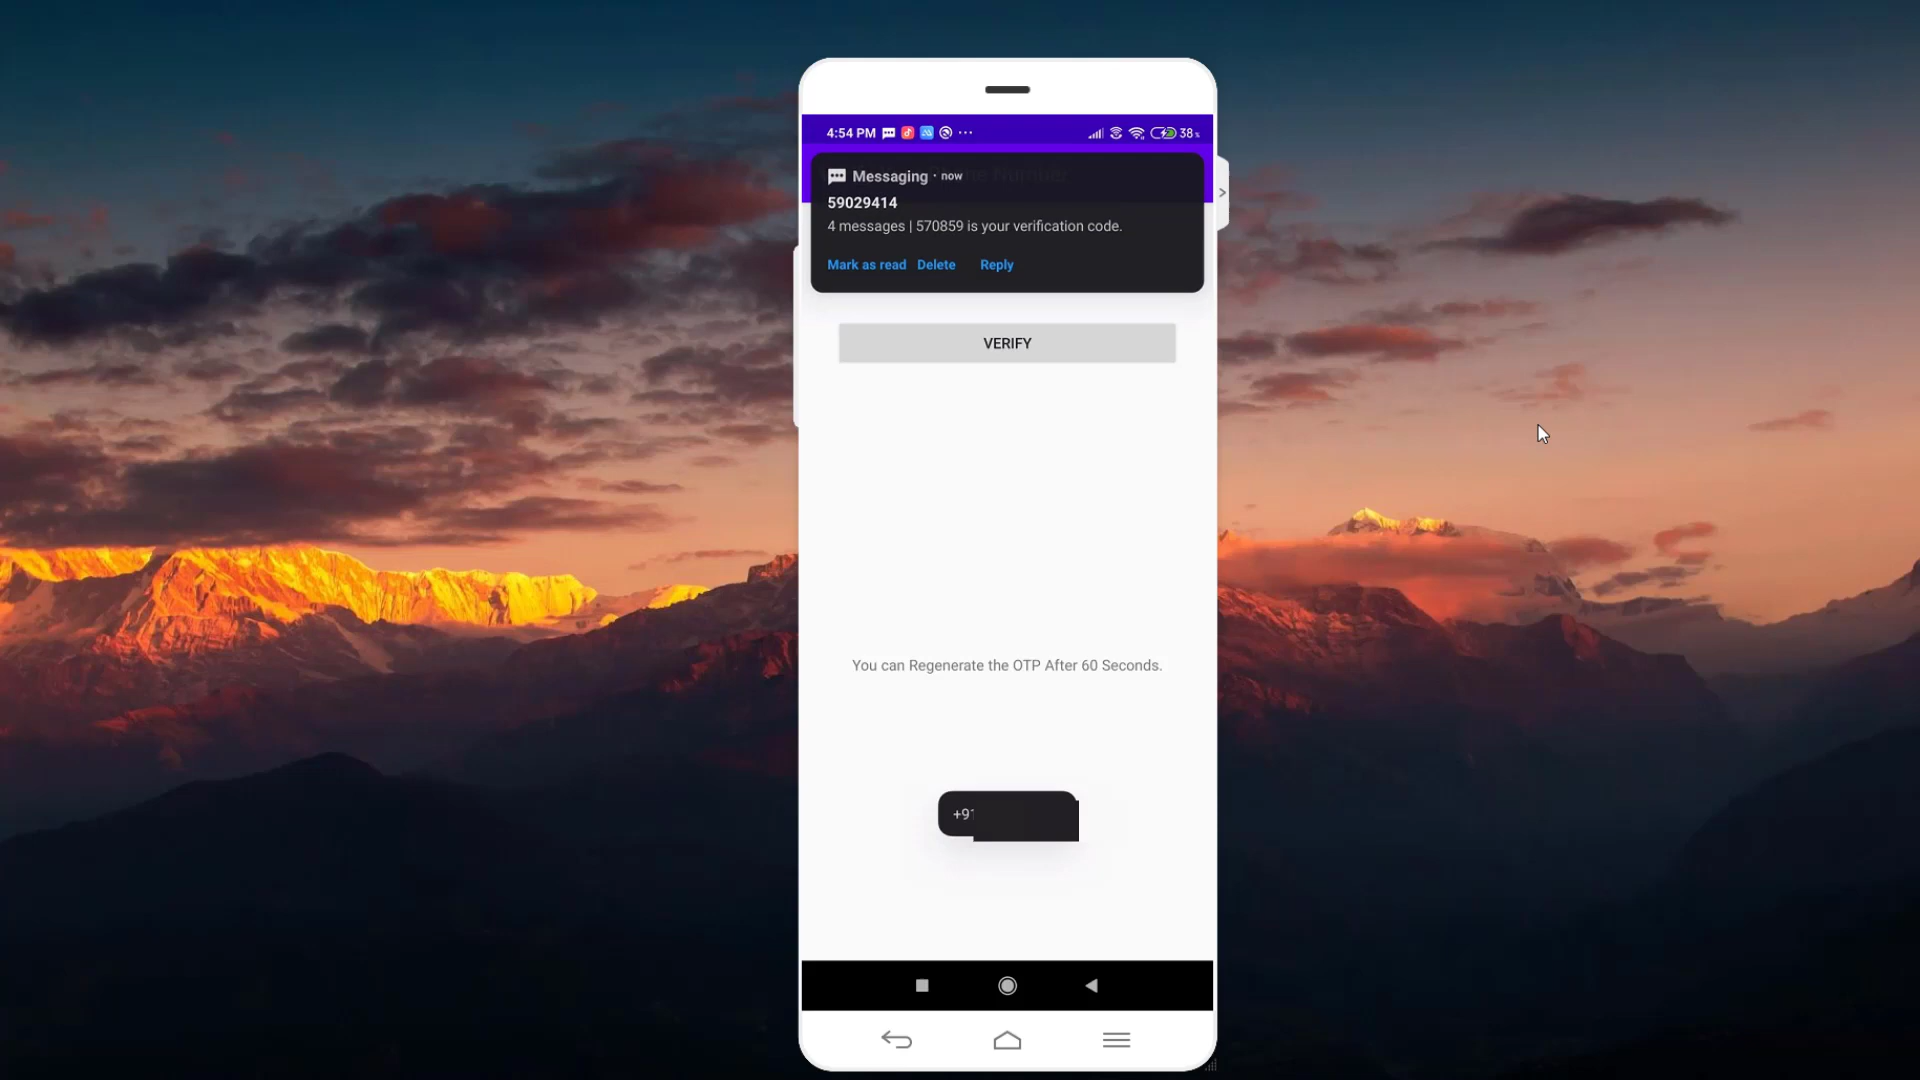 4:54 PM ... 38%
Messaging · now
59029414
4 messages | 570859 is your verification code.
Mark as read Delete Reply
VERIFY
You can Regenerate the OTP After 60 Seconds.
+91